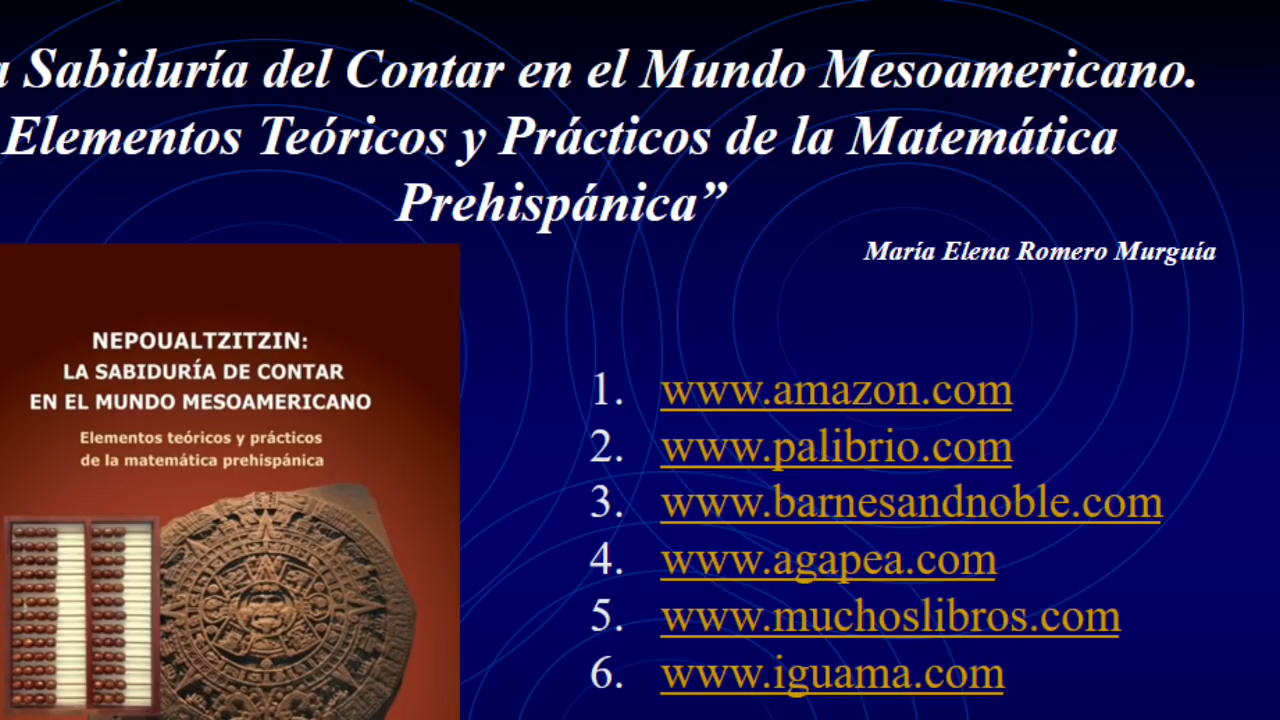 a Sabiduría del Contar en el Mundo Mesoamericano.
Elementos Teóricos y Prácticos de la Matemática
Prehispánica”
María Elena Romero Murguía
NEPOUALTZITZIN:
LA SABIDURÍA DE CONTAR
EN EL MUNDO MESOAMERICANO
Elementos teóricos y prácticos
de la matemática prehispánica
1. www.amazon.com
2. www.palibrio.com
3. www.barnesandnoble.com
4. www.agapea.com
5. www.muchoslibros.com
6. www.iguama.com